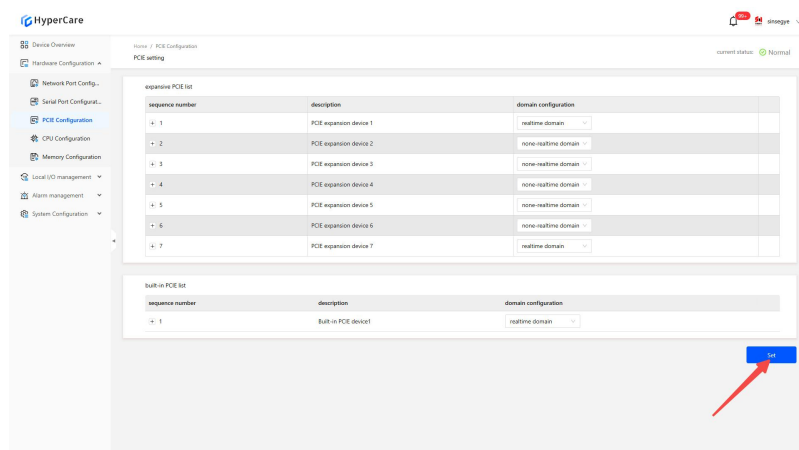 HyperCare
99+
sinsegye
Device Overview
Hardware Configuration
Network Port Config...
Serial Port Configurat...
PCIE Configuration
CPU Configuration
Memory Configuration
Local I/O management
Alarm management
System Configuration
Home / PCIE Configuration
PCIE setting
current status: Normal
expansive PCIE list
sequence number description domain configuration
+ 1 PCIE expansion device 1 realtime domain
+ 2 PCIE expansion device 2 none-realtime domain
+ 3 PCIE expansion device 3 none-realtime domain
+ 4 PCIE expansion device 4 none-realtime domain
+ 5 PCIE expansion device 5 none-realtime domain
+ 6 PCIE expansion device 6 none-realtime domain
+ 7 PCIE expansion device 7 realtime domain
built-in PCIE list
sequence number description domain configuration
+ 1 Built-in PCIE device1 realtime domain
Set